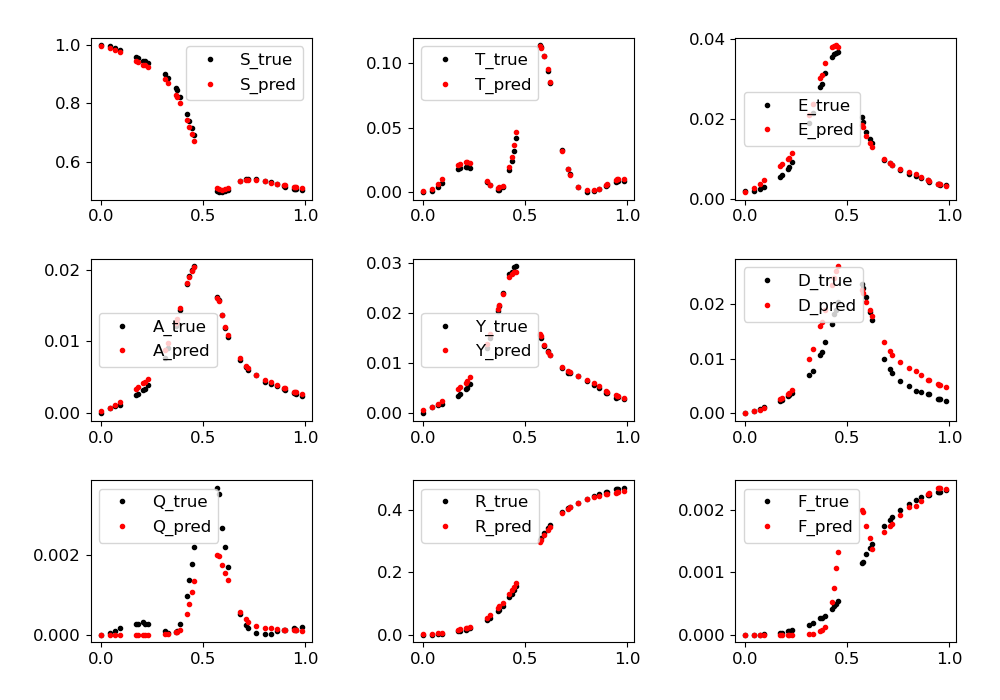 1.0
0.8
0.6
0.0 0.5 1.0
S_true
S_pred
0.10
0.05
0.00
0.0 0.5 1.0
T_true
T_pred
0.04
0.02
0.00
0.0 0.5 1.0
E_true
E_pred
0.02
0.01
0.00
0.0 0.5 1.0
A_true
A_pred
0.03
0.02
0.01
0.00
0.0 0.5 1.0
Y_true
Y_pred
0.02
0.01
0.00
0.0 0.5 1.0
D_true
D_pred
0.002
0.000
0.0 0.5 1.0
Q_true
Q_pred
0.4
0.2
0.0
0.0 0.5 1.0
R_true
R_pred
0.002
0.001
0.000
0.0 0.5 1.0
F_true
F_pred